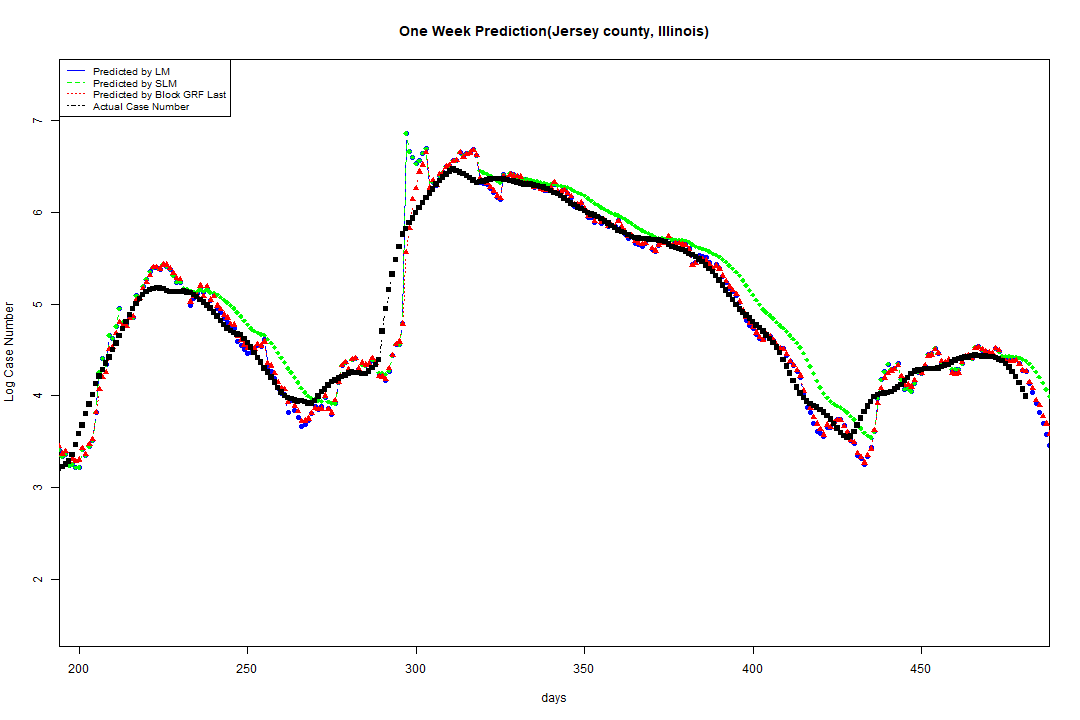 One Week Prediction(Jersey county, Illinois)
Predicted by LM
Predicted by SLM
Predicted by Block GRF Last
Actual Case Number
7
6
5
4
3
2
Log Case Number
200 250 300 350 400 450
days